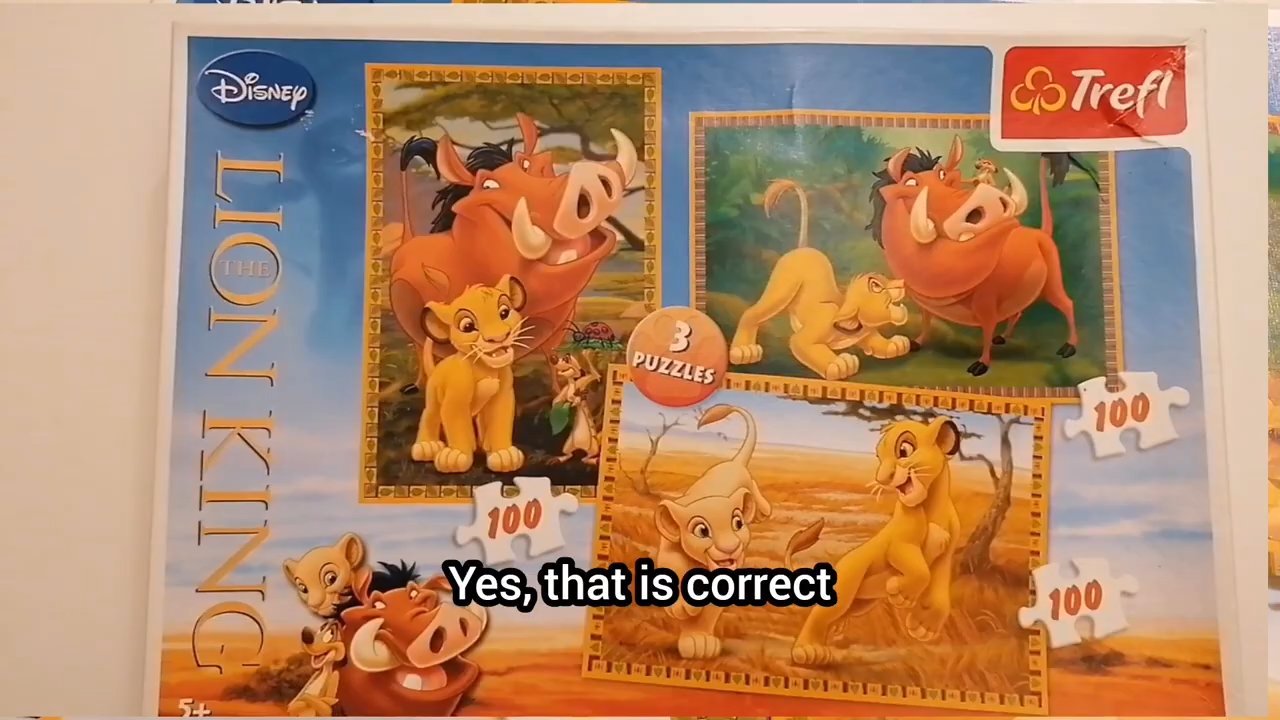 Disney
THE
LION KING
Trefl
3
PUZZLES
100
100
100
Yes, that is correct
5+